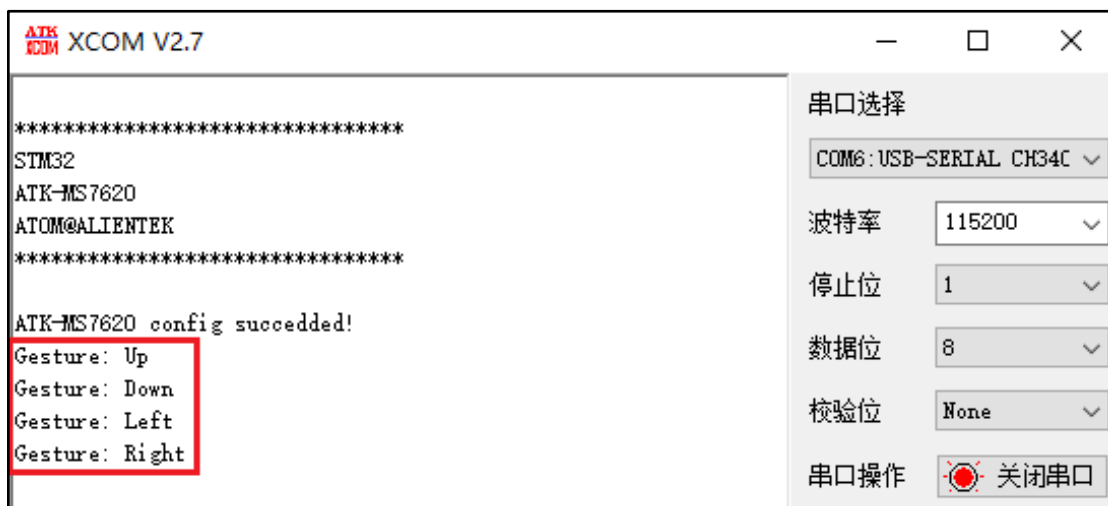 ATK XCOM XCOM V2.7
********************************
STM32
ATK-MS7620
ATOM@ALIENTEK
********************************
ATK-MS7620 config succedded!
Gesture: Up
Gesture: Down
Gesture: Left
Gesture: Right
串口选择
COM6:USB-SERIAL CH340
波特率 115200
停止位 1
数据位 8
校验位 None
串口操作 关闭串口